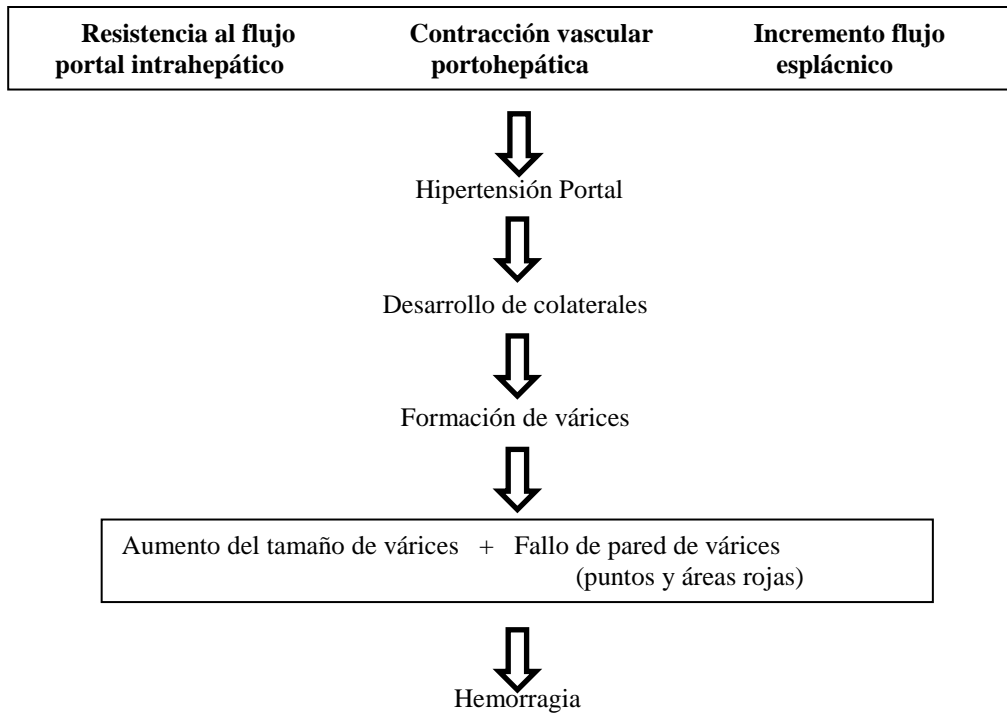 Resistencia al flujo Contracción vascular Incremento flujo
portal intrahepático portohepática esplácnico
Hipertensión Portal
Desarrollo de colaterales
Formación de várices
Aumento del tamaño de várices + Fallo de pared de várices
(puntos y áreas rojas)
Hemorragia